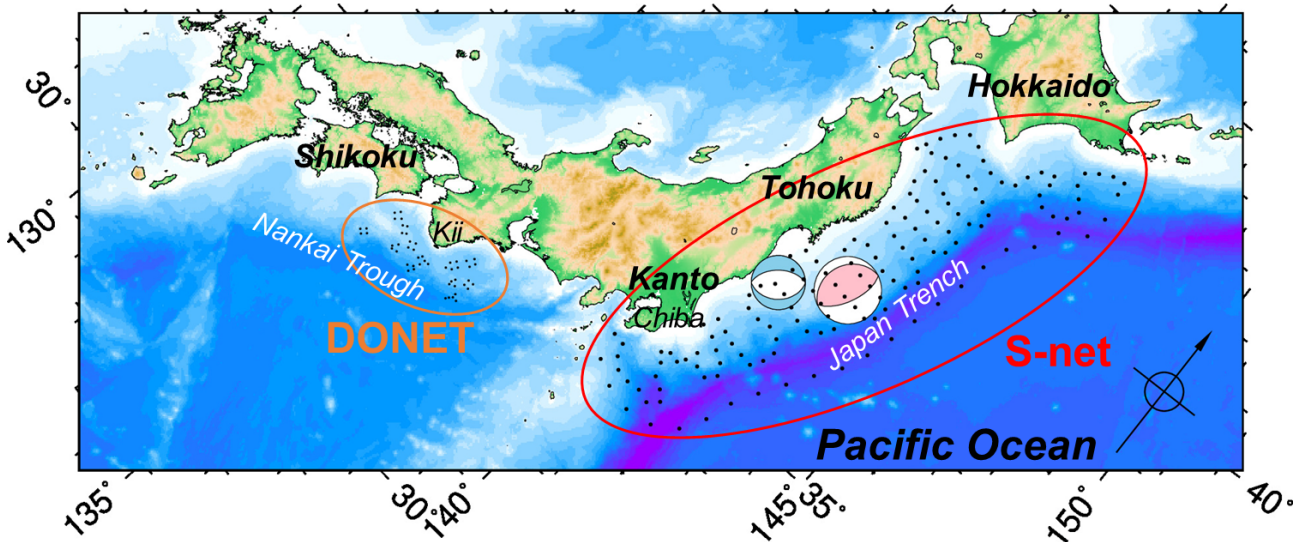 Hokkaido
Shikoku
Tohoku
Kii
Nankai Trough
Kanto
Chiba
DONET
Japan Trench
S-net
Pacific Ocean
30°
130°
135°
30°
140°
145°
35°
150°
40°